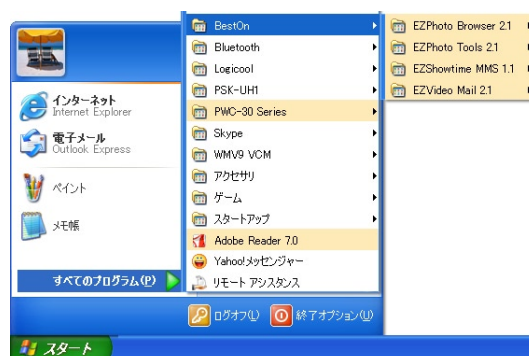 インターネット
Internet Explorer
電子メール
Outlook Express
ペイント
メモ帳
すべてのプログラム(P)
BestOn
Bluetooth
Logicool
PSK-UH1
PWC-30 Series
Skype
WMV9 VCM
アクセサリ
ゲーム
スタートアップ
Adobe Reader 7.0
Yahoo!メッセンジャー
リモート アシスタンス
EZPhoto Browser 2.1
EZPhoto Tools 2.1
EZShowtime MMS 1.1
EZVideo Mail 2.1
ログオフ(L)
終了オプション(U)
スタート